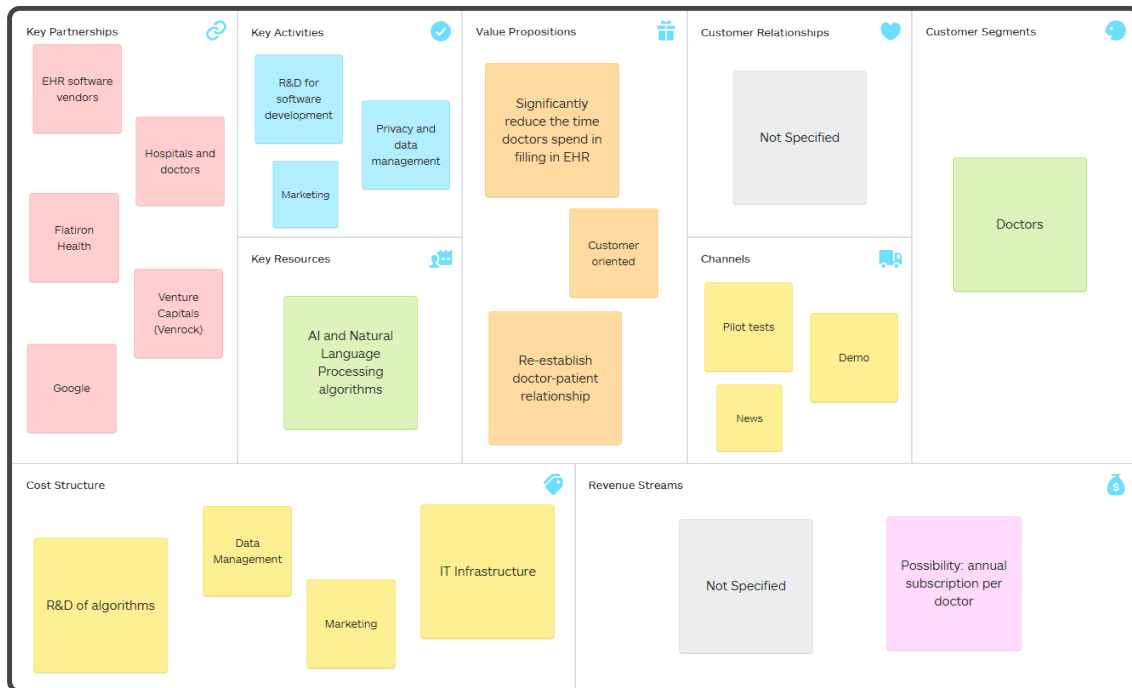 Key Partnerships
EHR software
vendors
Hospitals and
doctors
Flatiron
Health
Venture
Capitals
(Venrock)
Google
Key Activities
R&D for
software
development
Privacy and
data
management
Marketing
Key Resources
AI and Natural
Language
Processing
algorithms
Value Propositions
Significantly
reduce the time
doctors spend in
filling in EHR
Customer
oriented
Re-establish
doctor-patient
relationship
Customer Relationships
Not Specified
Channels
Pilot tests
Demo
News
Customer Segments
Doctors
Cost Structure
R&D of algorithms
Data
Management
Marketing
IT Infrastructure
Revenue Streams
$
Not Specified
Possibility: annual
subscription per
doctor